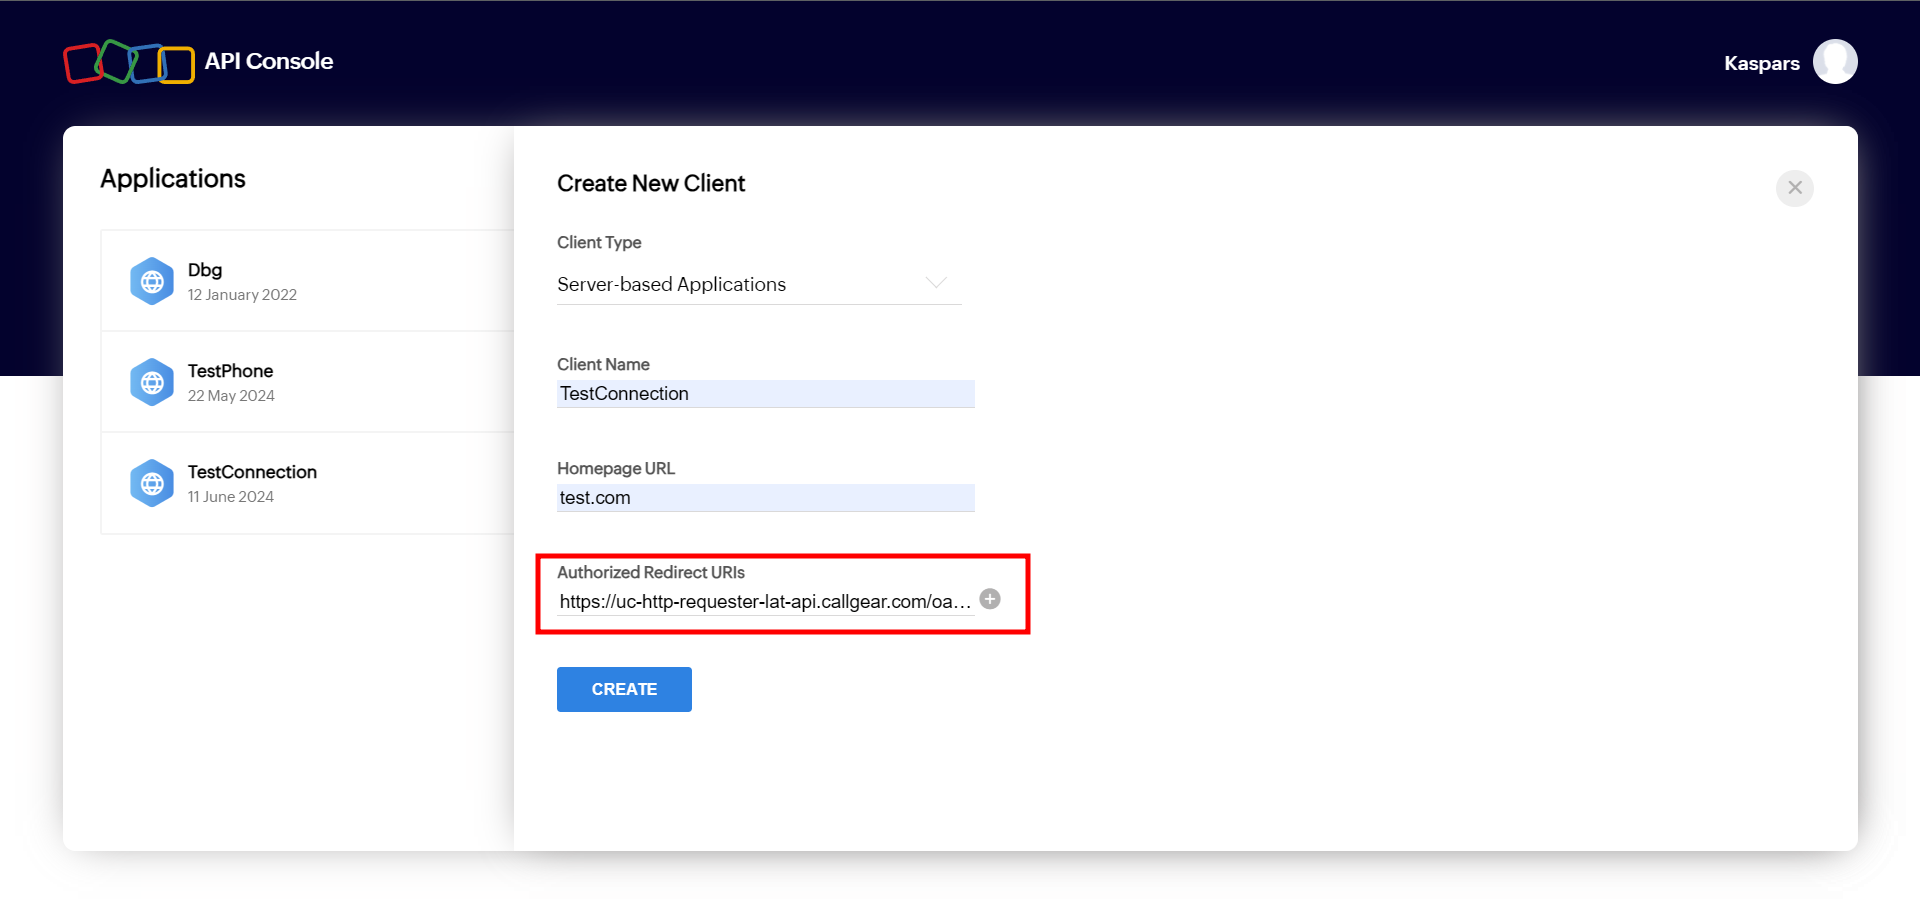 API Console
Kaspars
Applications
Dbg
12 January 2022
TestPhone
22 May 2024
TestConnection
11 June 2024
Create New Client
Client Type
Server-based Applications
Client Name
TestConnection
Homepage URL
test.com
Authorized Redirect URIs
https://uc-http-requester-lat-api.callgear.com/oa...
CREATE